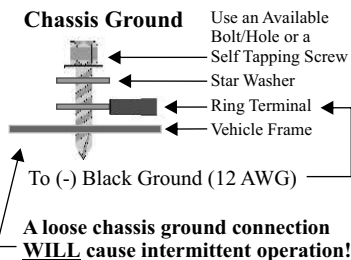 Chassis Ground
Use an Available
Bolt/Hole or a
Self Tapping Screw
Star Washer
Ring Terminal
Vehicle Frame
To (-) Black Ground (12 AWG)
A loose chassis ground connection
WILL cause intermittent operation!